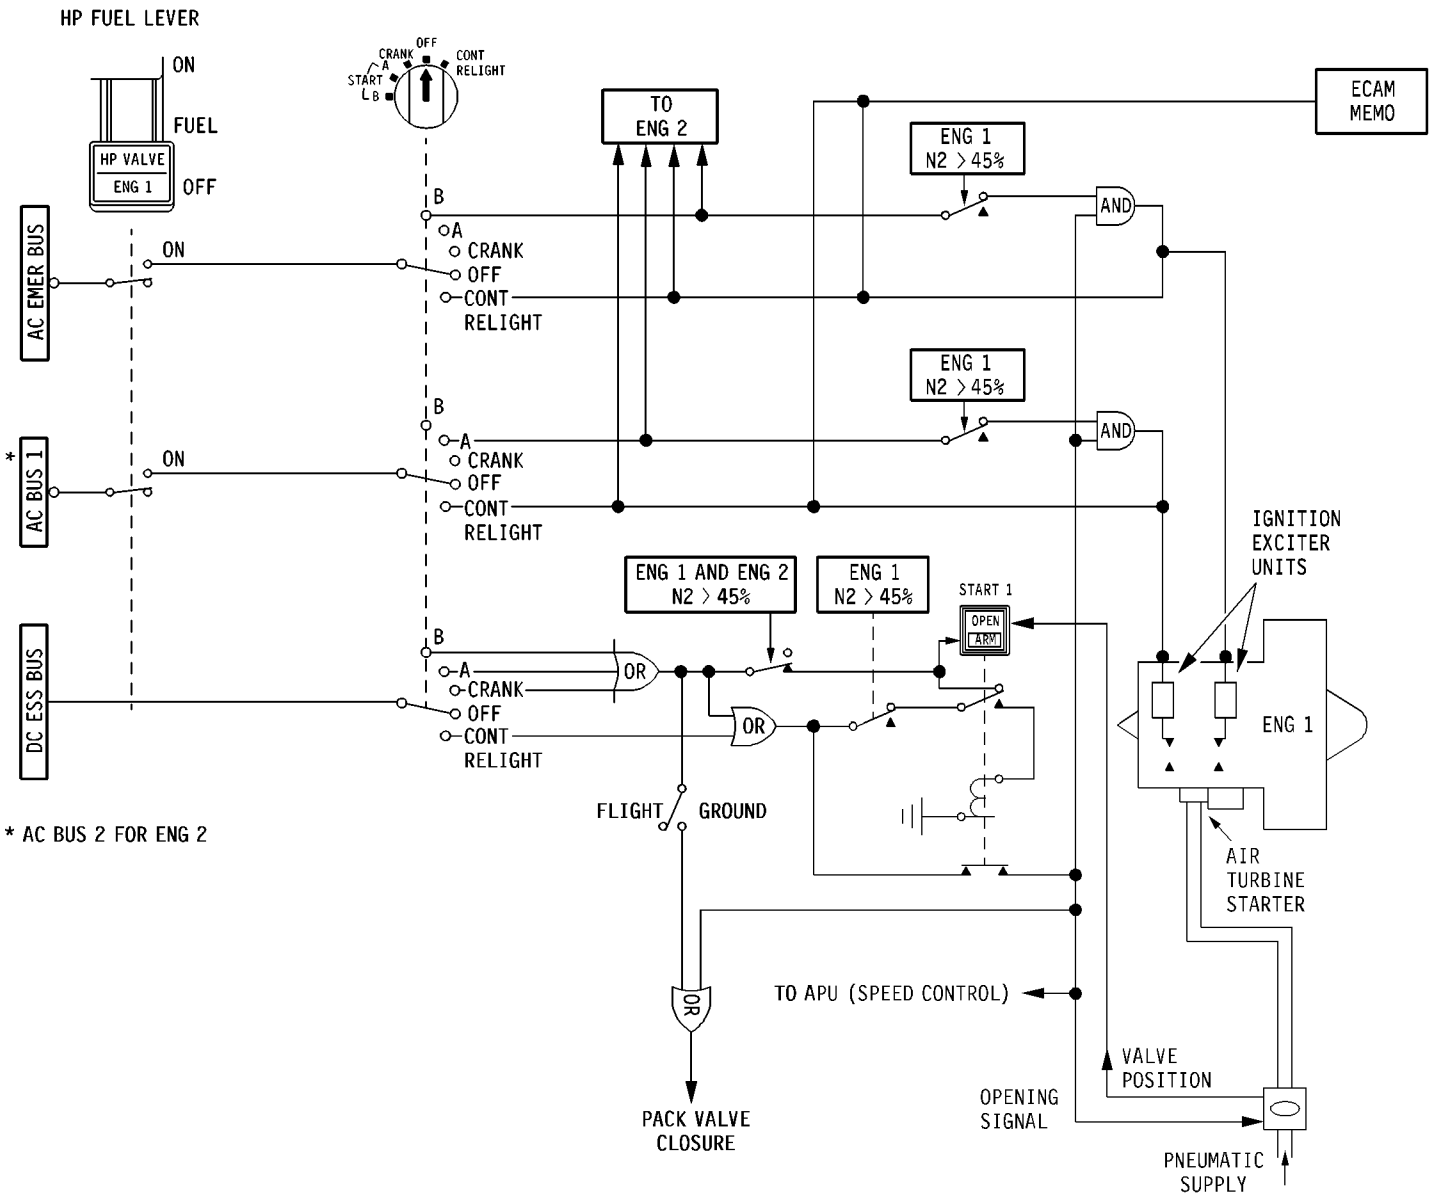 HP FUEL LEVER
ON
FUEL
HP VALVE
ENG 1
OFF
OFF
CRANK
A
START
B
CONT
RELIGHT
TO
ENG 2
ECAM
MEMO
ENG 1
N2 > 45%
AC EMER BUS
ON
B
A
CRANK
OFF
CONT
RELIGHT
AND
ENG 1
N2 > 45%
* AC BUS 1
ON
B
A
CRANK
OFF
CONT
RELIGHT
AND
IGNITION
EXCITER
UNITS
ENG 1 AND ENG 2
N2 > 45%
ENG 1
N2 > 45%
START 1
OPEN
ARM
DC ESS BUS
B
A
CRANK
OFF
CONT
RELIGHT
OR
OR
ENG 1
FLIGHT
GROUND
* AC BUS 2 FOR ENG 2
AIR
TURBINE
STARTER
OR
TO APU (SPEED CONTROL)
VALVE
POSITION
OPENING
SIGNAL
PACK VALVE
CLOSURE
PNEUMATIC
SUPPLY